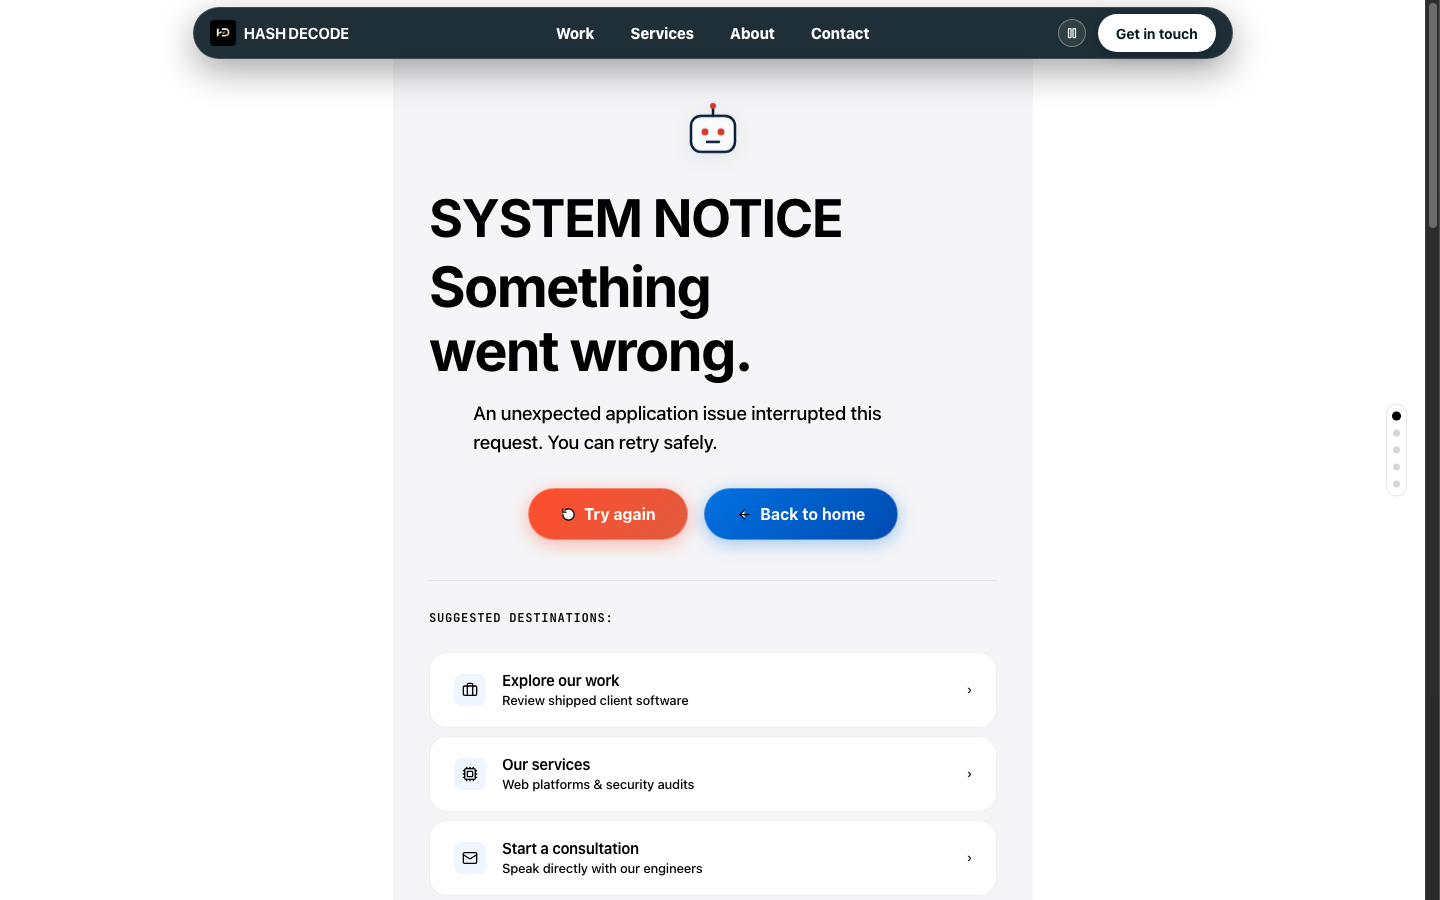 HASH DECODE
Work
Services
About
Contact
Get in touch
SYSTEM NOTICE
Something
went wrong.
An unexpected application issue interrupted this
request. You can retry safely.
Try again
Back to home
SUGGESTED DESTINATIONS:
Explore our work
Review shipped client software
Our services
Web platforms & security audits
Start a consultation
Speak directly with our engineers